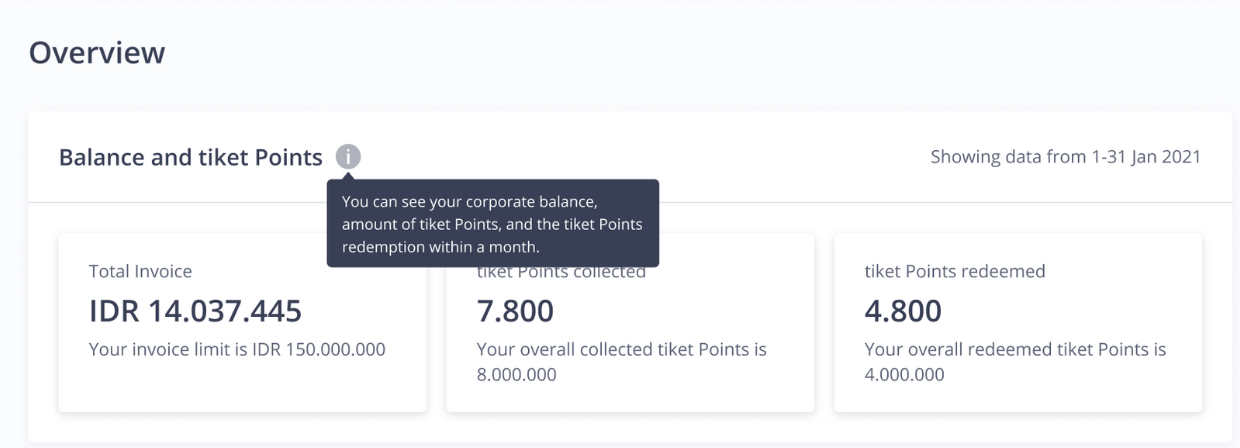 Overview
Balance and tiket Points
Showing data from 1-31 Jan 2021
You can see your corporate balance,
amount of tiket Points, and the tiket Points
redemption within a month.
Total Invoice
IDR 14.037.445
Your invoice limit is IDR 150.000.000
tiket Points collected
7.800
Your overall collected tiket Points is
8.000.000
tiket Points redeemed
4.800
Your overall redeemed tiket Points is
4.000.000